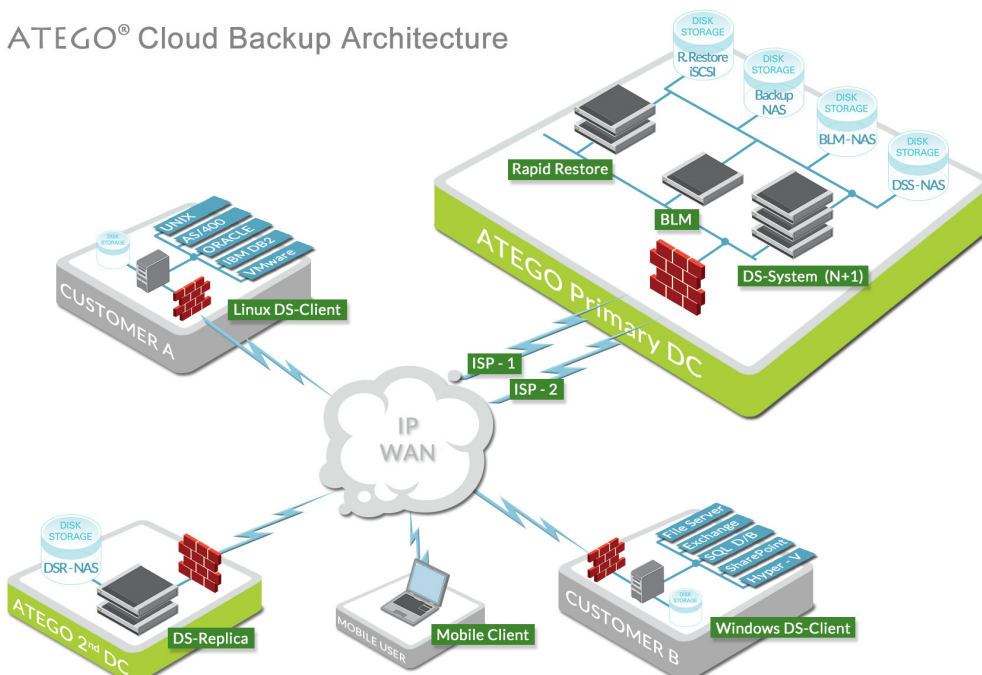 ATEGO® Cloud Backup Architecture
DISK
STORAGE
R.Restore
iSCSI
DISK
STORAGE
Backup
NAS
DISK
STORAGE
BLM-NAS
DISK
STORAGE
DSS-NAS
Rapid Restore
BLM
DS-System (N+1)
ATEGO Primary DC
DISK
STORAGE
UNIX
AS/400
ORACLE
IBM DB2
VMware
Linux DS-Client
CUSTOMER A
ISP - 1
ISP - 2
IP
WAN
DISK
STORAGE
DSR-NAS
DS-Replica
ATEGO 2nd DC
Mobile Client
MOBILE USER
File Server
Exchange
SQL D/B
SharePoint
Hyper - V
DISK
STORAGE
Windows DS-Client
CUSTOMER B